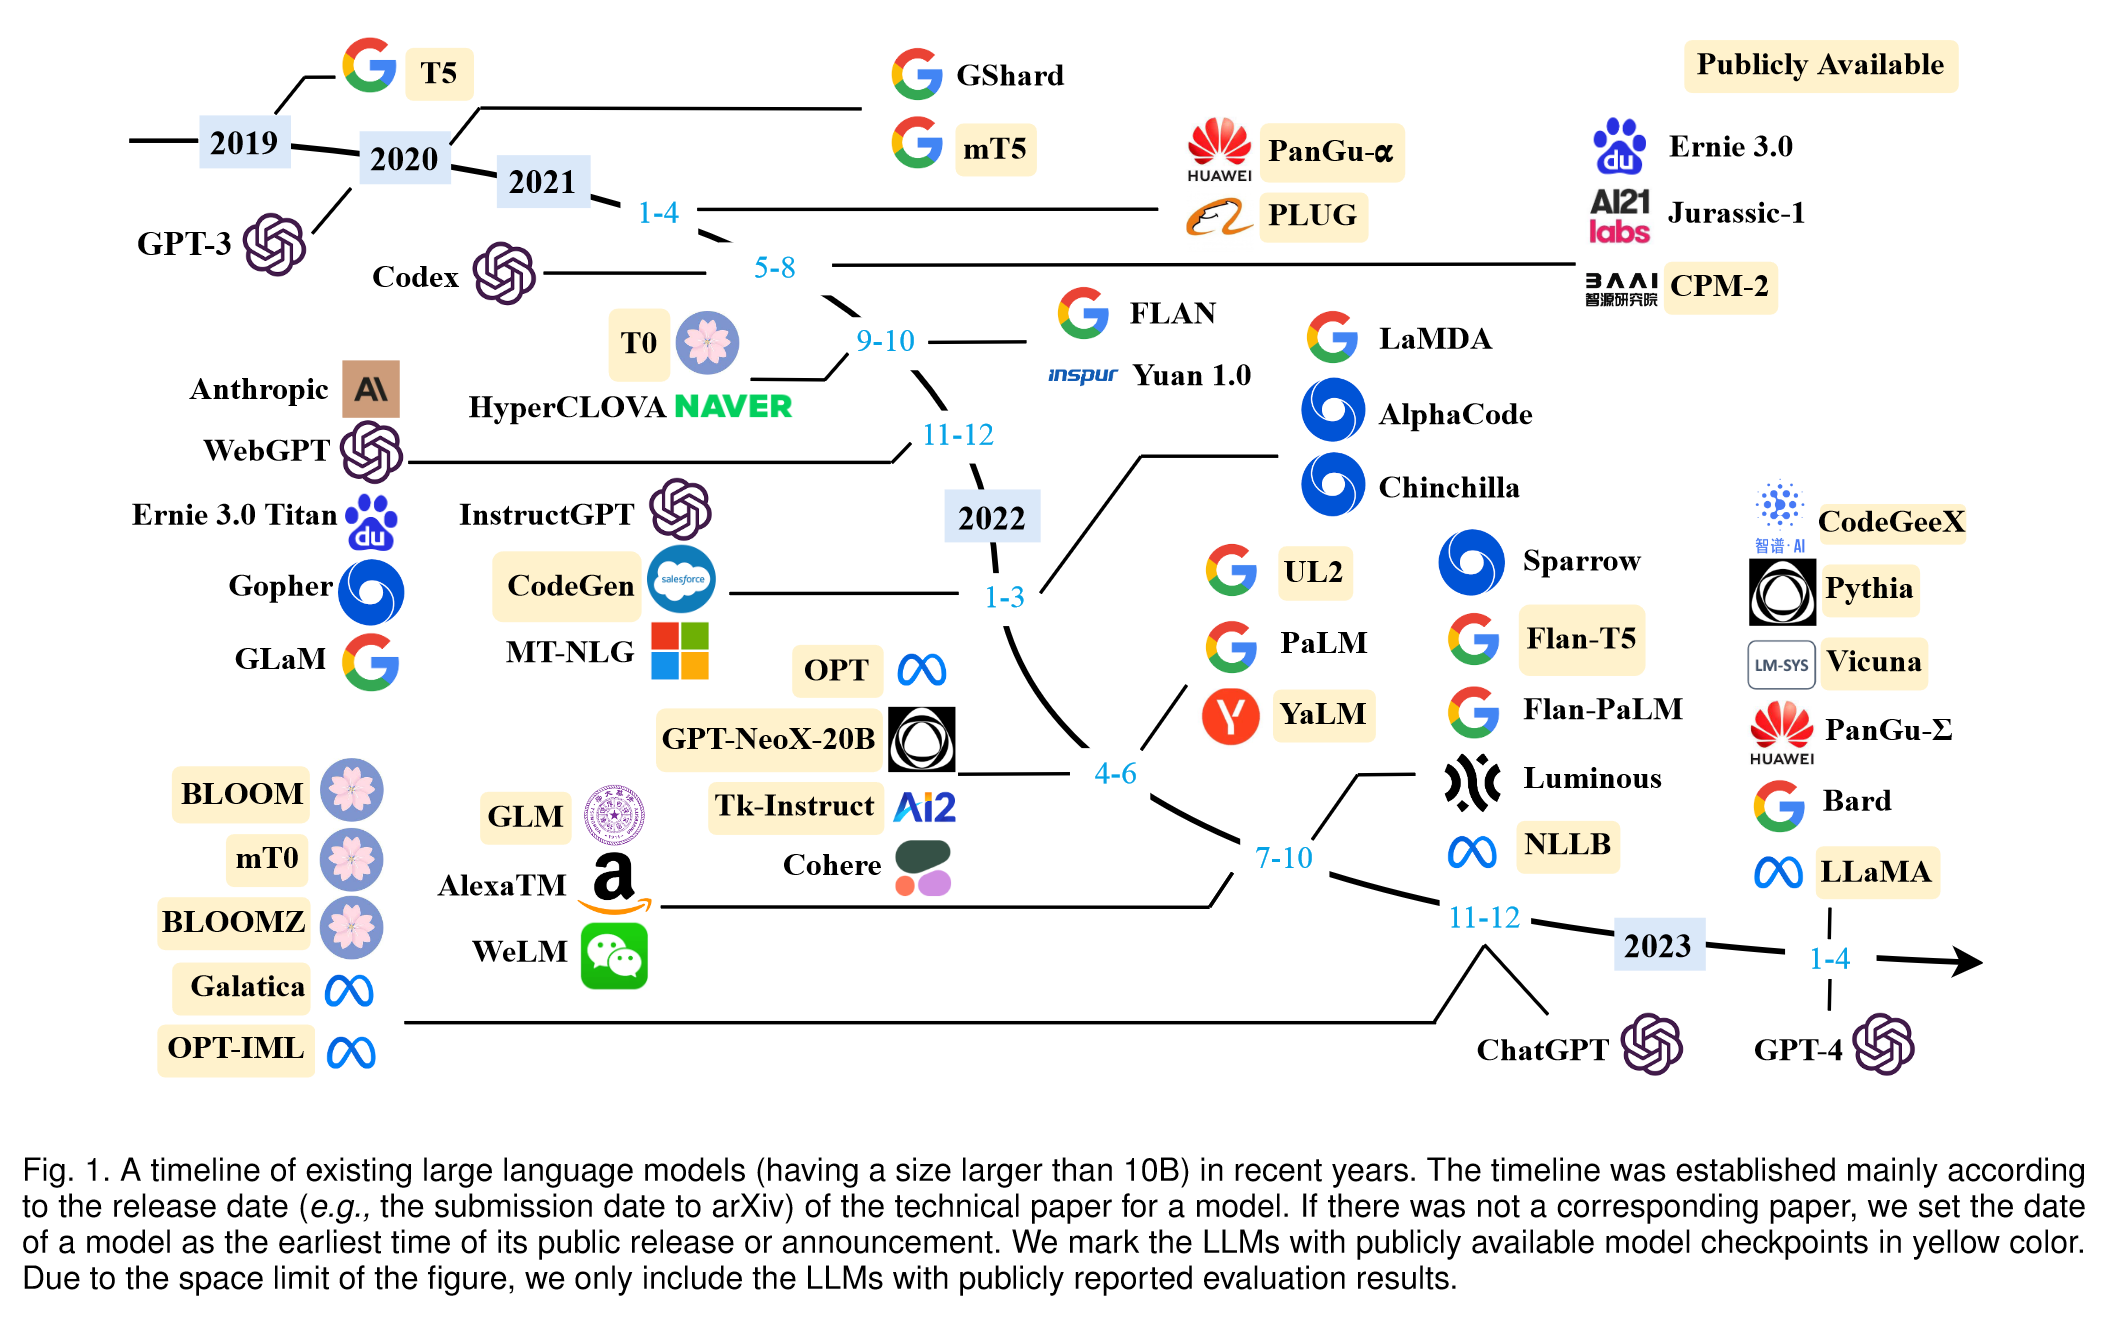 T5
GShard
Publicly Available
2019
2020
mT5
PanGu-α
HUAWEI
du
Ernie 3.0
2021
1-4
PLUG
AI21
labs
Jurassic-1
GPT-3
Codex
5-8
BAAI
智源研究院
CPM-2
T0
9-10
FLAN
LaMDA
Anthropic
AI
HyperCLOVA
NAVER
inspur
Yuan 1.0
AlphaCode
WebGPT
11-12
Chinchilla
Ernie 3.0 Titan
du
InstructGPT
2022
智谱·AI
CodeGeeX
Gopher
CodeGen
salesforce
1-3
UL2
Sparrow
Pythia
GLaM
MT-NLG
PaLM
Flan-T5
LM-SYS
Vicuna
OPT
YaLM
Flan-PaLM
HUAWEI
PanGu-Σ
GPT-NeoX-20B
4-6
Luminous
Bard
BLOOM
GLM
Tk-Instruct
Ai2
7-10
NLLB
LLaMA
mT0
AlexaTM
a
Cohere
BLOOMZ
WeLM
11-12
2023
1-4
Galatica
OPT-IML
ChatGPT
GPT-4
Fig. 1. A timeline of existing large language models (having a size larger than 10B) in recent years. The timeline was established mainly according
to the release date (e.g., the submission date to arXiv) of the technical paper for a model. If there was not a corresponding paper, we set the date
of a model as the earliest time of its public release or announcement. We mark the LLMs with publicly available model checkpoints in yellow color.
Due to the space limit of the figure, we only include the LLMs with publicly reported evaluation results.